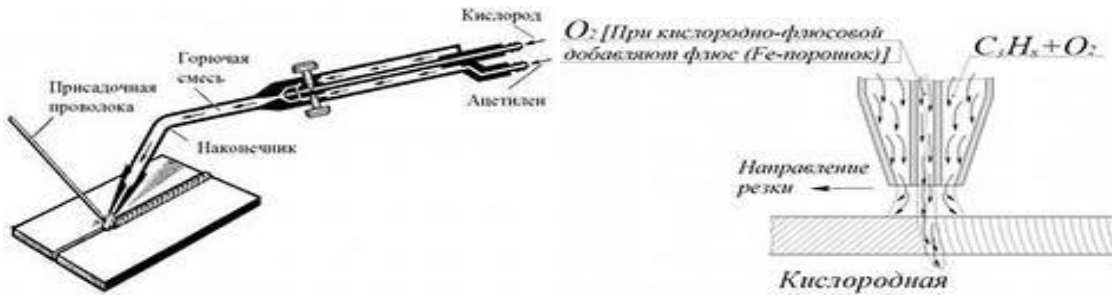 Кислород
Горючая
смесь
Присадочная
проволока
Ацетилен
Наконечник
O₂ [При кислородно-флюсовой
добавляют флюс (Fe-порошок)]
C₃H₈+O₂
Направление
резки
Кислородная